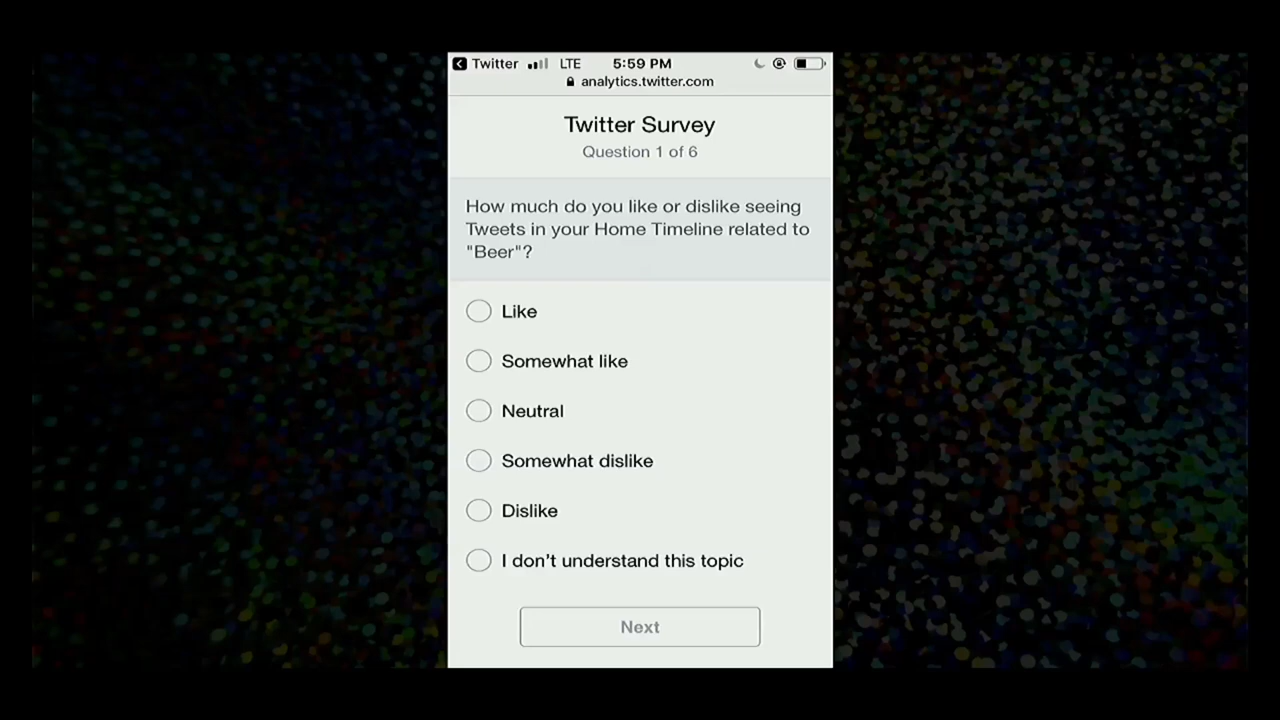 Twitter LTE 5:59 PM
analytics.twitter.com
Twitter Survey
Question 1 of 6
How much do you like or dislike seeing
Tweets in your Home Timeline related to
"Beer"?
Like
Somewhat like
Neutral
Somewhat dislike
Dislike
I don't understand this topic
Next